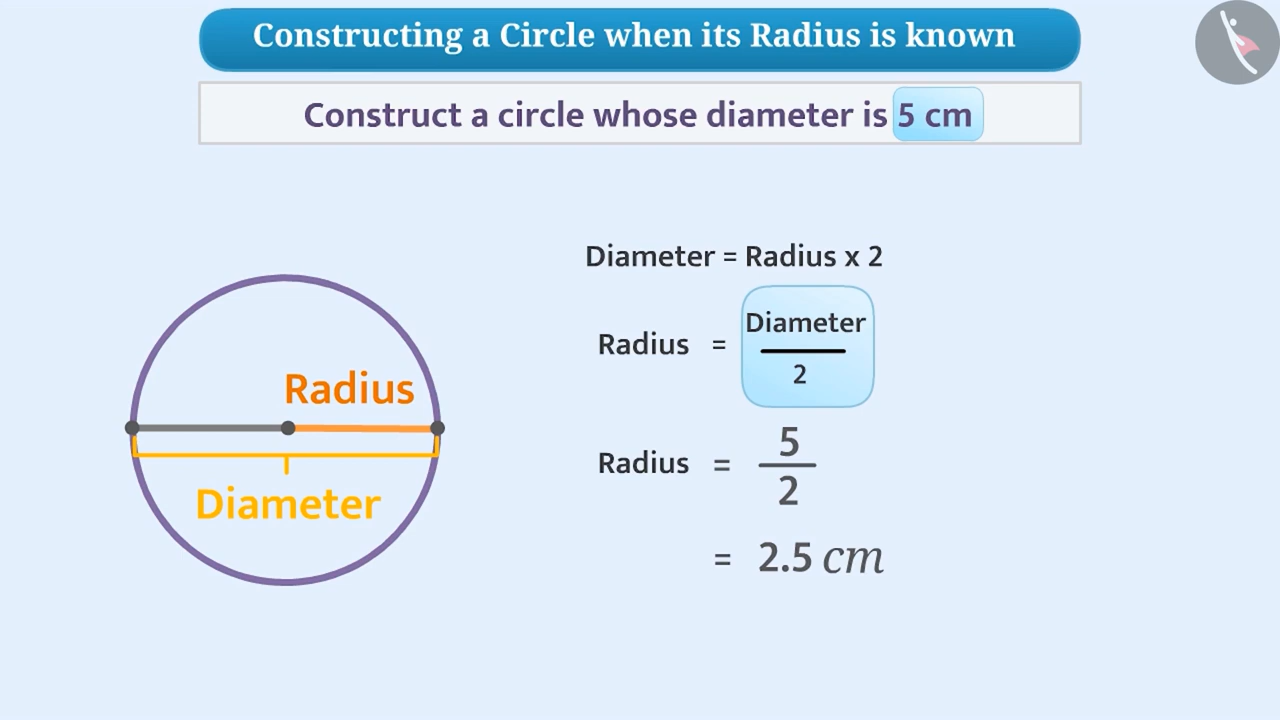 Constructing a Circle when its Radius is known
Construct a circle whose diameter is 5 cm
Diameter = Radius x 2
Radius = Diameter
2
Radius
Radius = 5
2
Diameter
= 2.5 cm